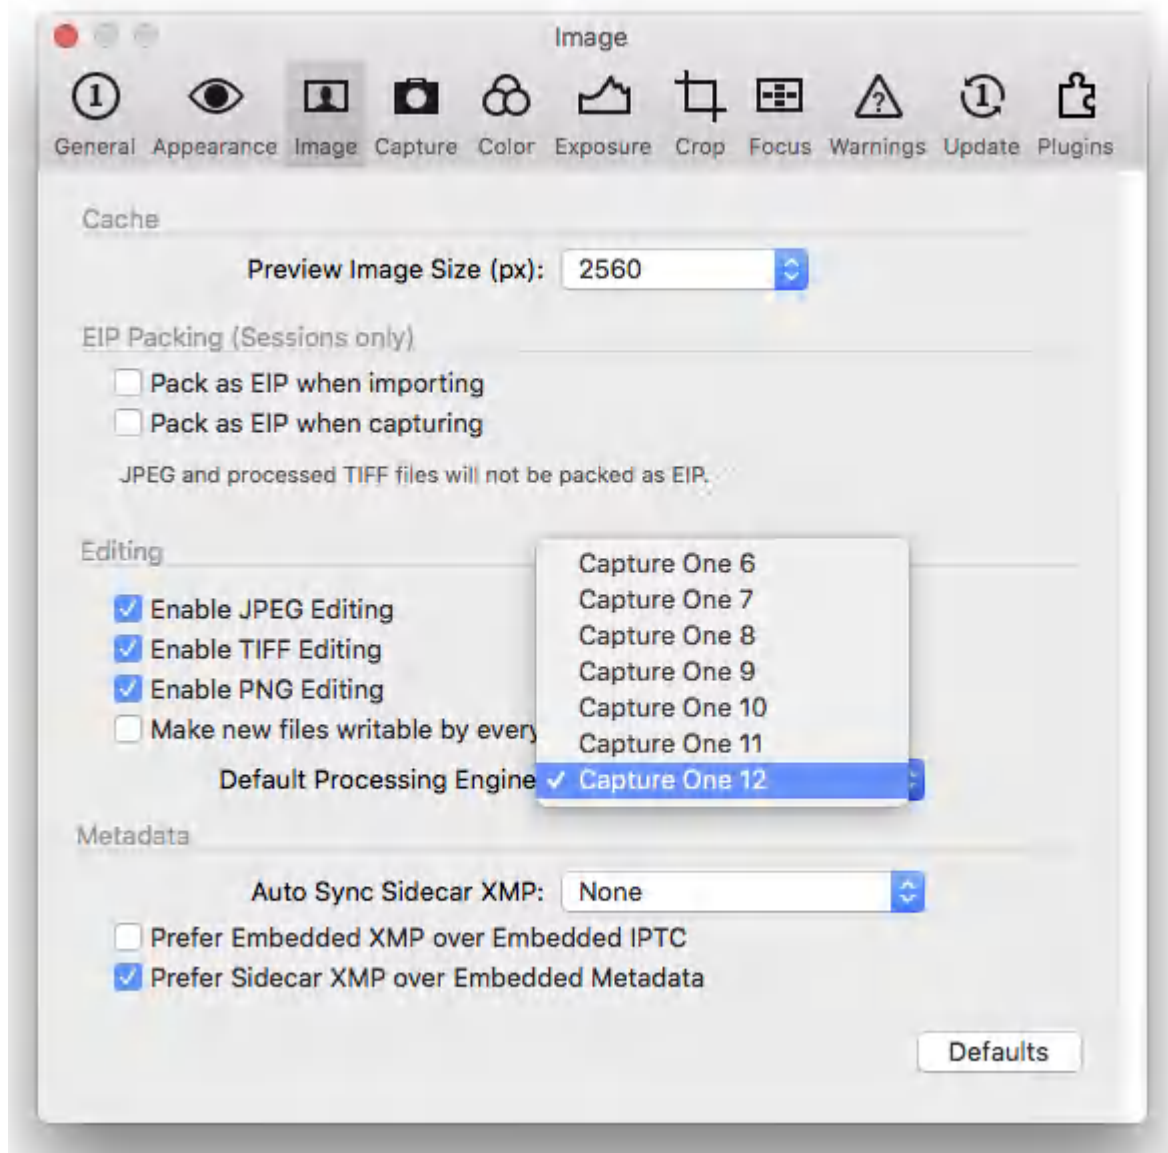 Image
General Appearance Image Capture Color Exposure Crop Focus Warnings Update Plugins
Cache
Preview Image Size (px): 2560
EIP Packing (Sessions only)
Pack as EIP when importing
Pack as EIP when capturing
JPEG and processed TIFF files will not be packed as EIP.
Editing
Capture One 6
Capture One 7
Capture One 8
Capture One 9
Capture One 10
Capture One 11
✓ Capture One 12
Enable JPEG Editing
Enable TIFF Editing
Enable PNG Editing
Make new files writable by every
Default Processing Engine
Metadata
Auto Sync Sidecar XMP: None
Prefer Embedded XMP over Embedded IPTC
Prefer Sidecar XMP over Embedded Metadata
Defaults